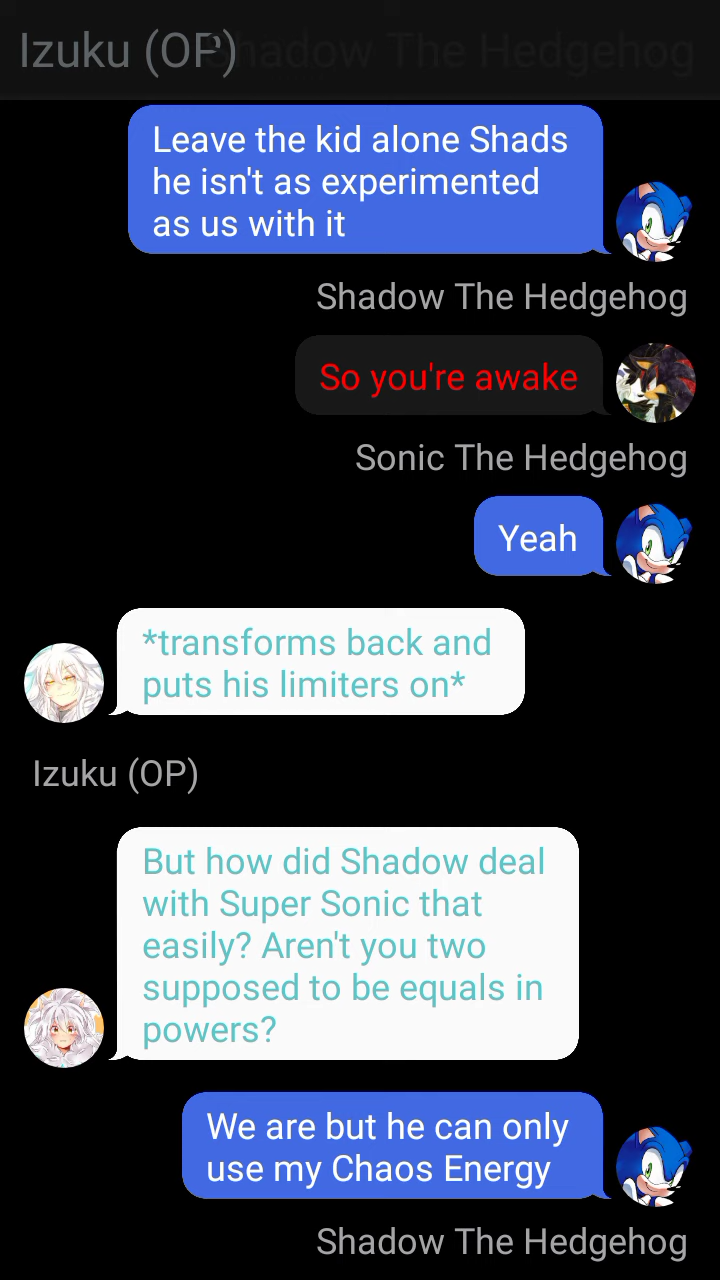 Izuku (OP)
Shadow The Hedgehog
Leave the kid alone Shads
he isn't as experimented
as us with it
Shadow The Hedgehog
So you're awake
Sonic The Hedgehog
Yeah
*transforms back and
puts his limiters on*
Izuku (OP)
But how did Shadow deal
with Super Sonic that
easily? Aren't you two
supposed to be equals in
powers?
We are but he can only
use my Chaos Energy
Shadow The Hedgehog